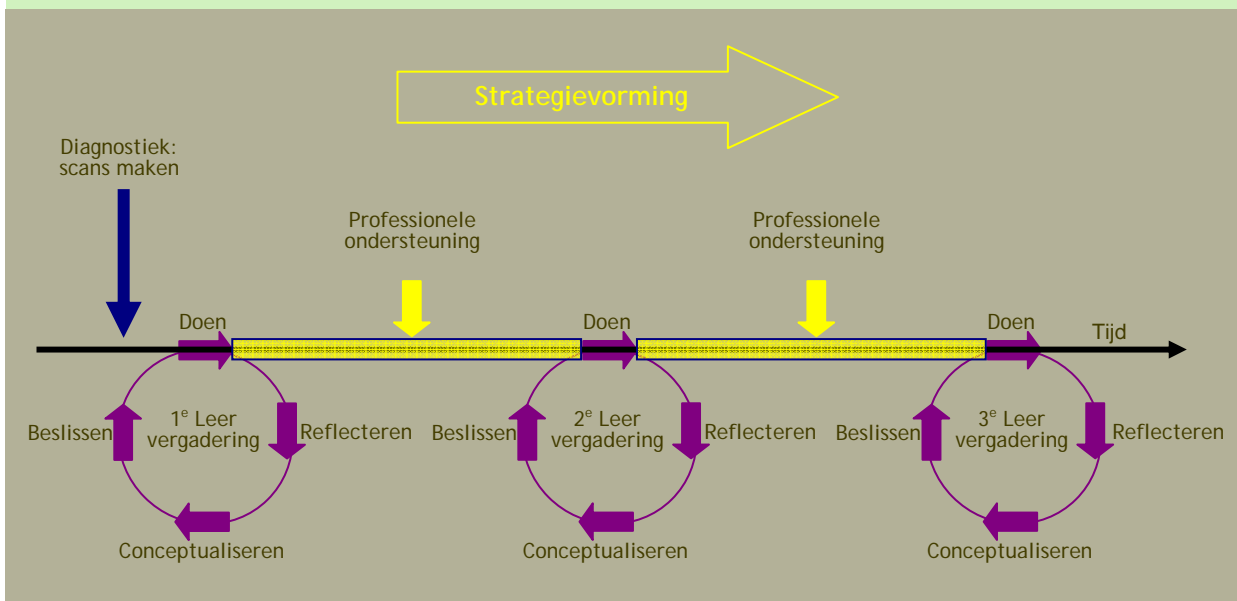 Strategievorming
Diagnostiek:
scans maken
Professionele
ondersteuning
Professionele
ondersteuning
Doen
Doen
Doen
Tijd
Beslissen
1e Leer
vergadering
Reflecteren
Beslissen
2e Leer
vergadering
Reflecteren
Beslissen
3e Leer
vergadering
Reflecteren
Conceptualiseren
Conceptualiseren
Conceptualiseren